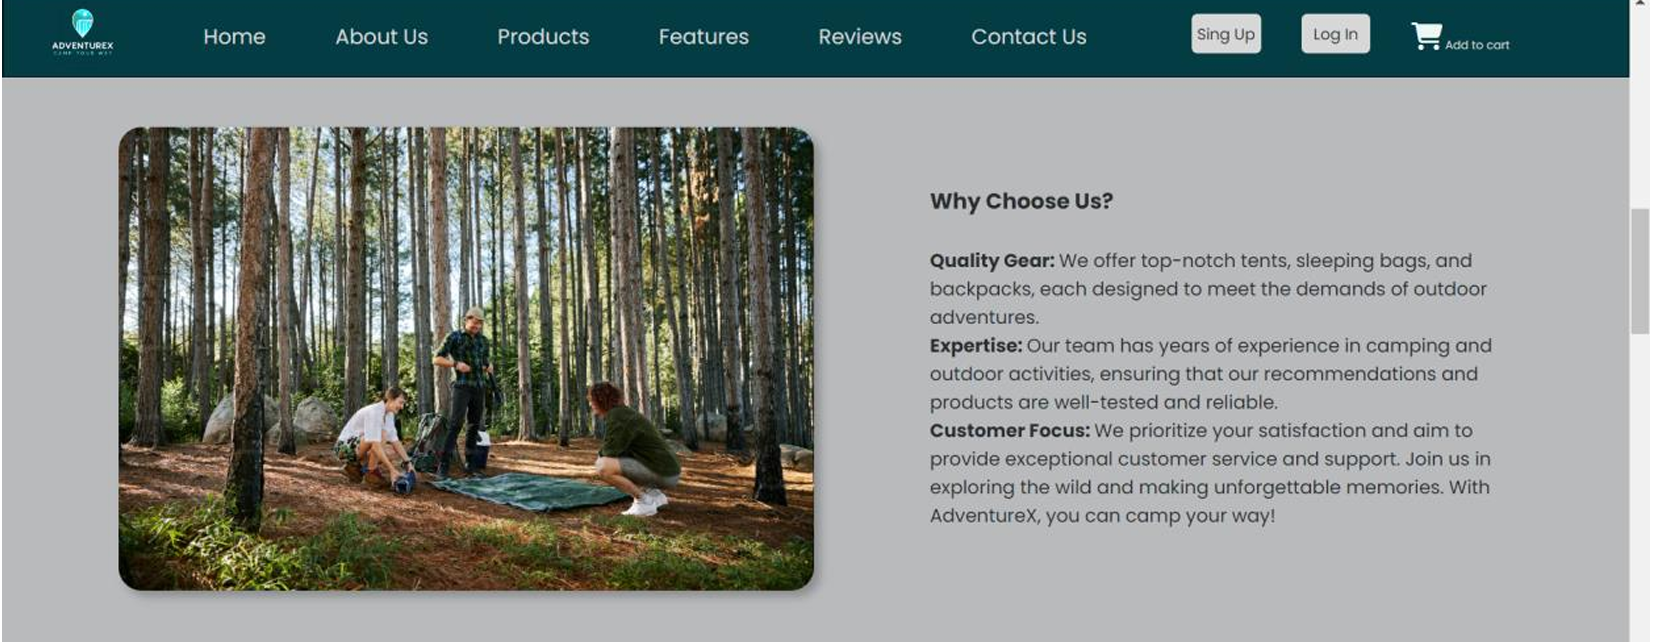 ADVENTUREX
CAMP YOUR WAY
Home
About Us
Products
Features
Reviews
Contact Us
Sing Up
Log In
Add to cart
Why Choose Us?
Quality Gear: We offer top-notch tents, sleeping bags, and
backpacks, each designed to meet the demands of outdoor
adventures.
Expertise: Our team has years of experience in camping and
outdoor activities, ensuring that our recommendations and
products are well-tested and reliable.
Customer Focus: We prioritize your satisfaction and aim to
provide exceptional customer service and support. Join us in
exploring the wild and making unforgettable memories. With
AdventureX, you can camp your way!